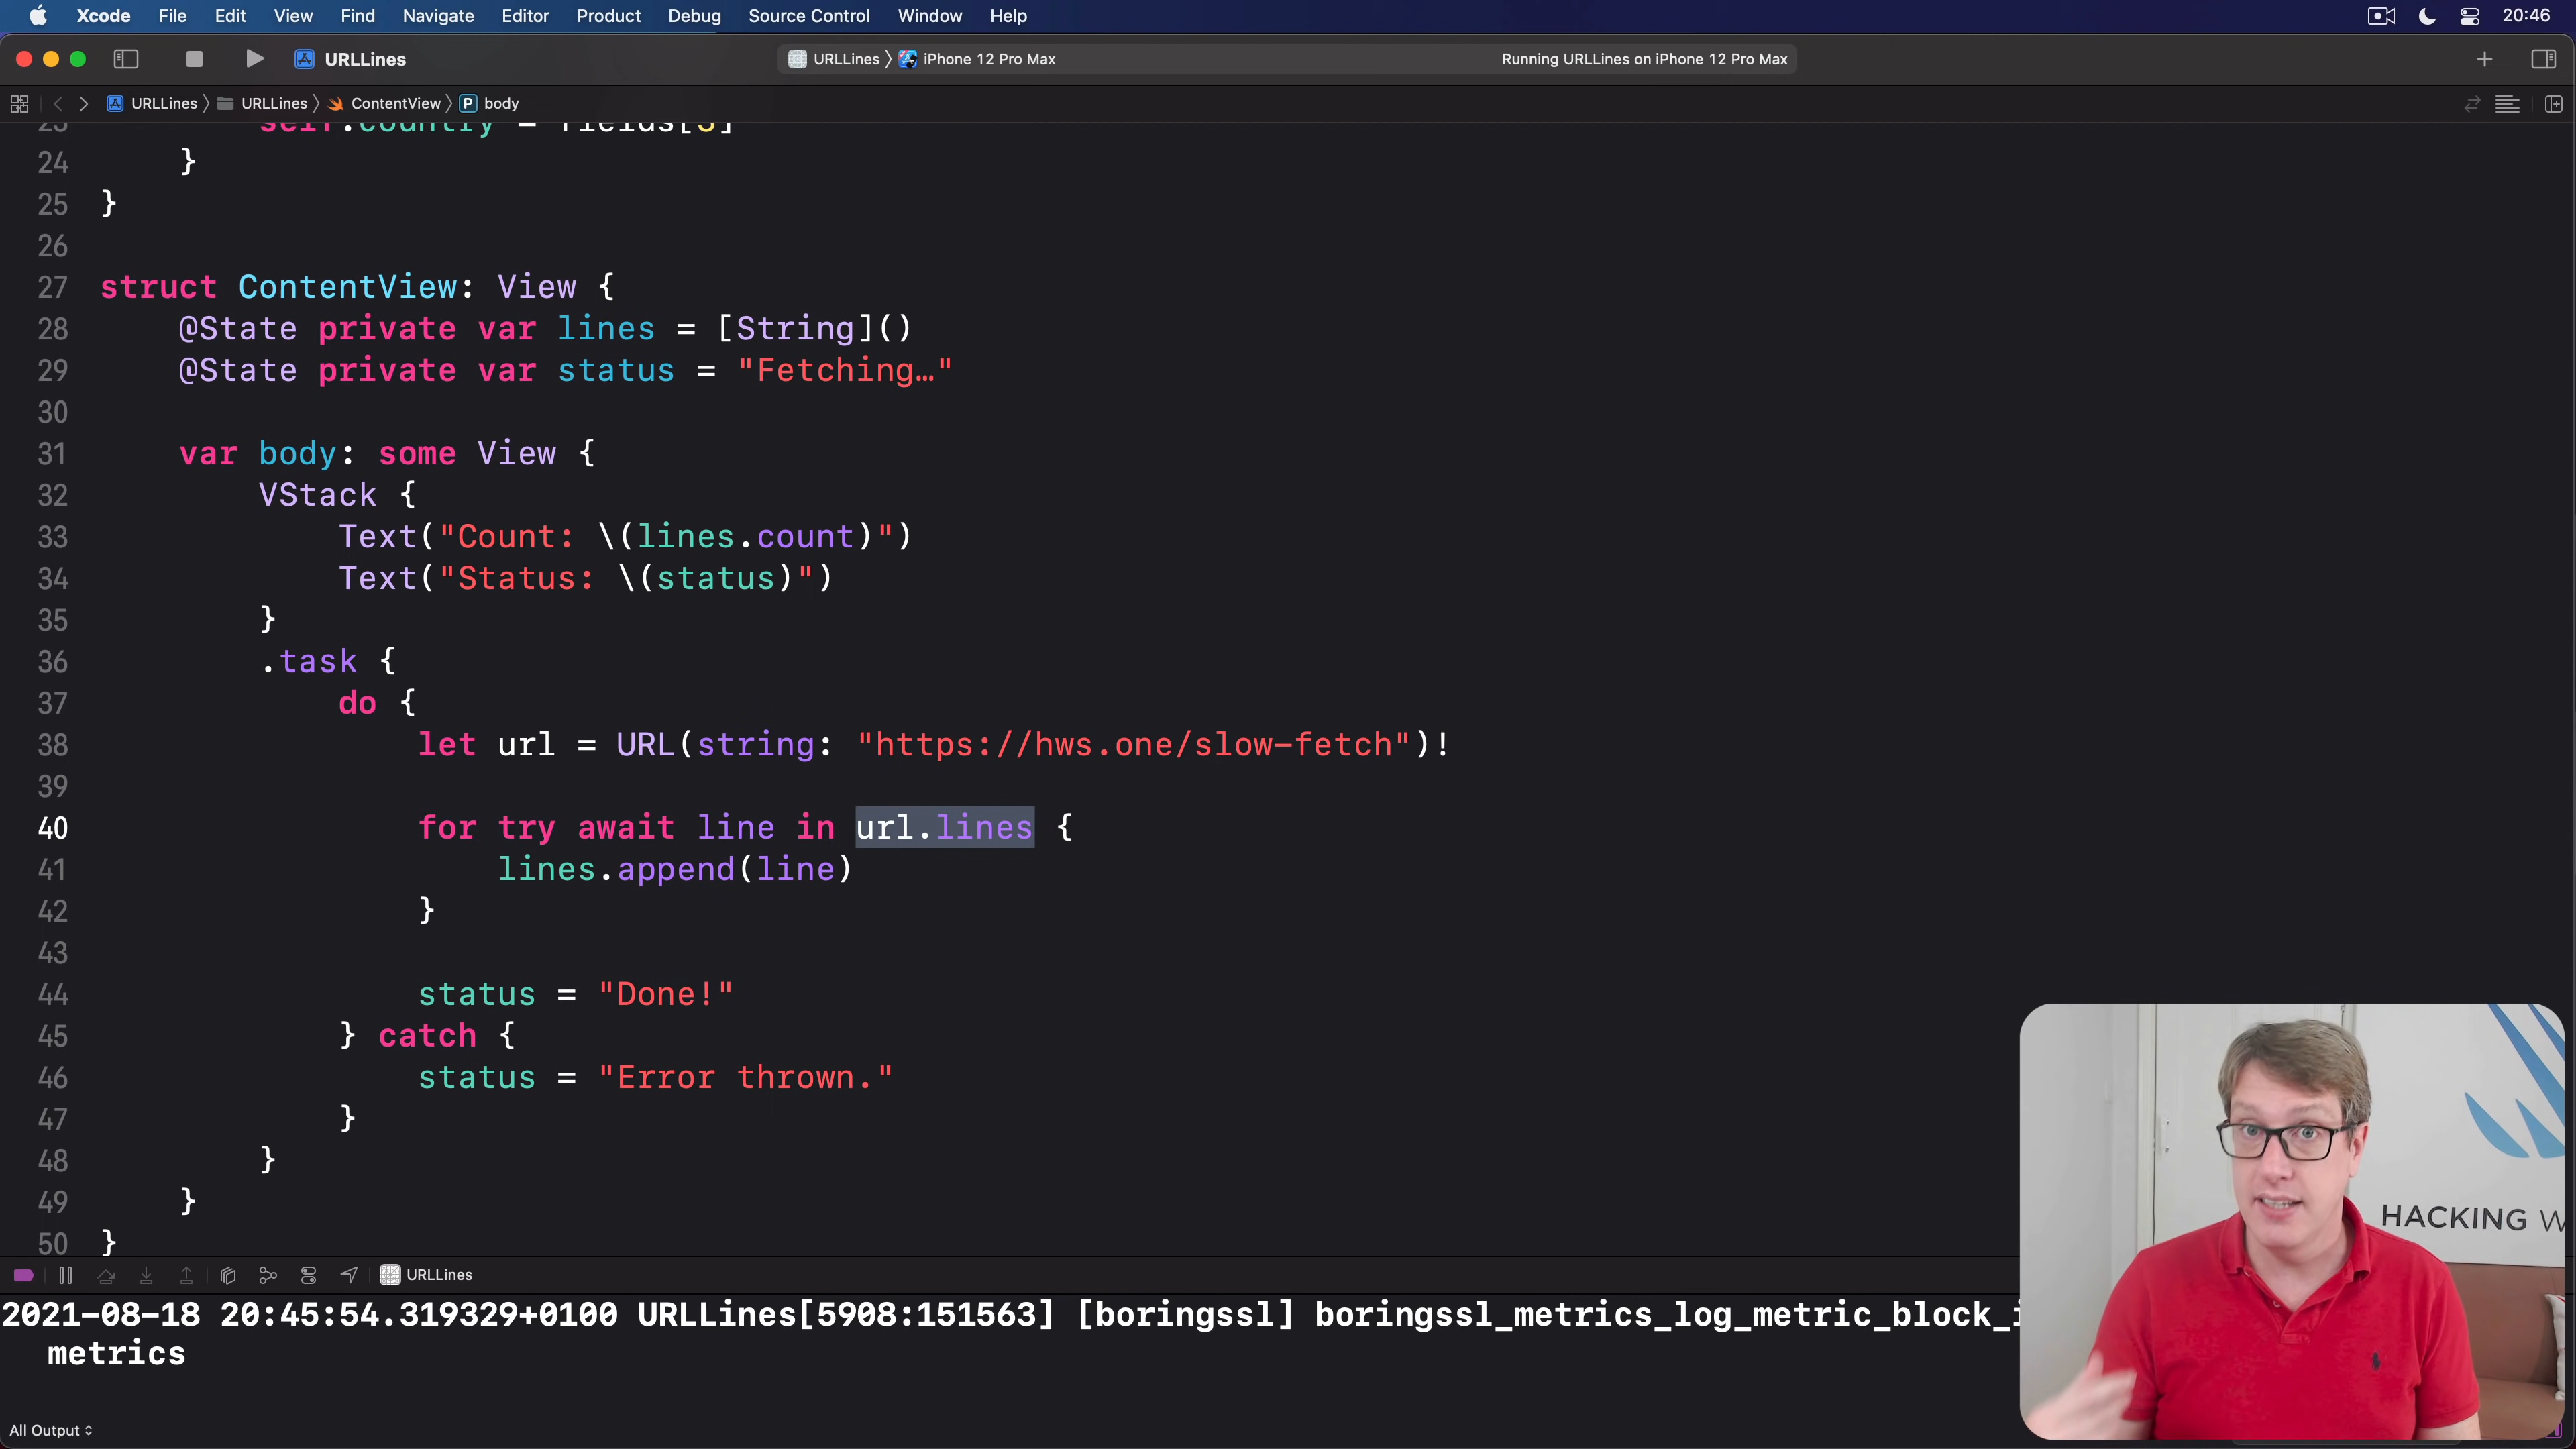 Xcode File Edit View Find Navigate Editor Product Debug Source Control Window Help 20:46
URLLines URLLines 〉 iPhone 12 Pro Max Running URLLines on iPhone 12 Pro Max
URLLines 〉 URLLines 〉 ContentView 〉 P body
23 self.country = fields[3]
24 }
25 }
26
27 struct ContentView: View {
28 @State private var lines = [String]()
29 @State private var status = "Fetching…"
30
31 var body: some View {
32 VStack {
33 Text("Count: \(lines.count)")
34 Text("Status: \(status)")
35 }
36 .task {
37 do {
38 let url = URL(string: "https://hws.one/slow-fetch")!
39
40 for try await line in url.lines {
41 lines.append(line)
42 }
43
44 status = "Done!"
45 } catch {
46 status = "Error thrown."
47 }
48 }
49 }
50 }
HACKING W
URLLines
2021-08-18 20:45:54.319329+0100 URLLines[5908:151563] [boringssl] boringssl_metrics_log_metric_block_i
metrics
All Output